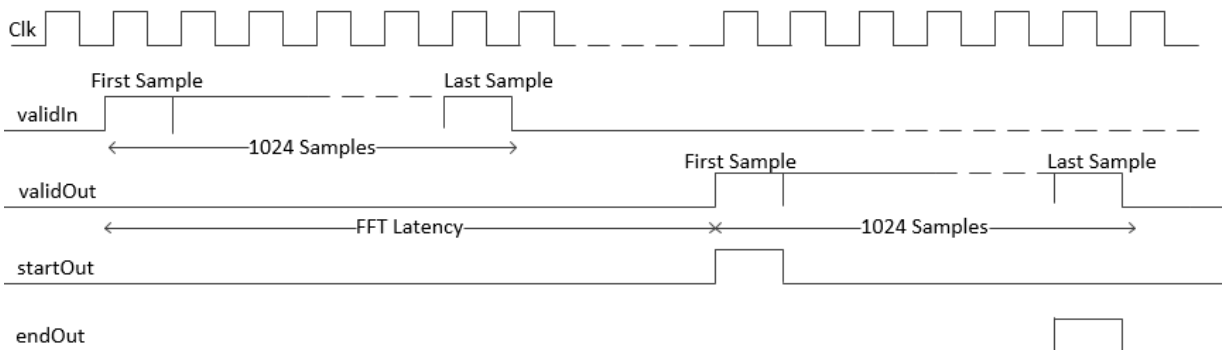 Clk
First Sample Last Sample
validIn
1024 Samples
First Sample Last Sample
validOut
FFT Latency 1024 Samples
startOut
endOut